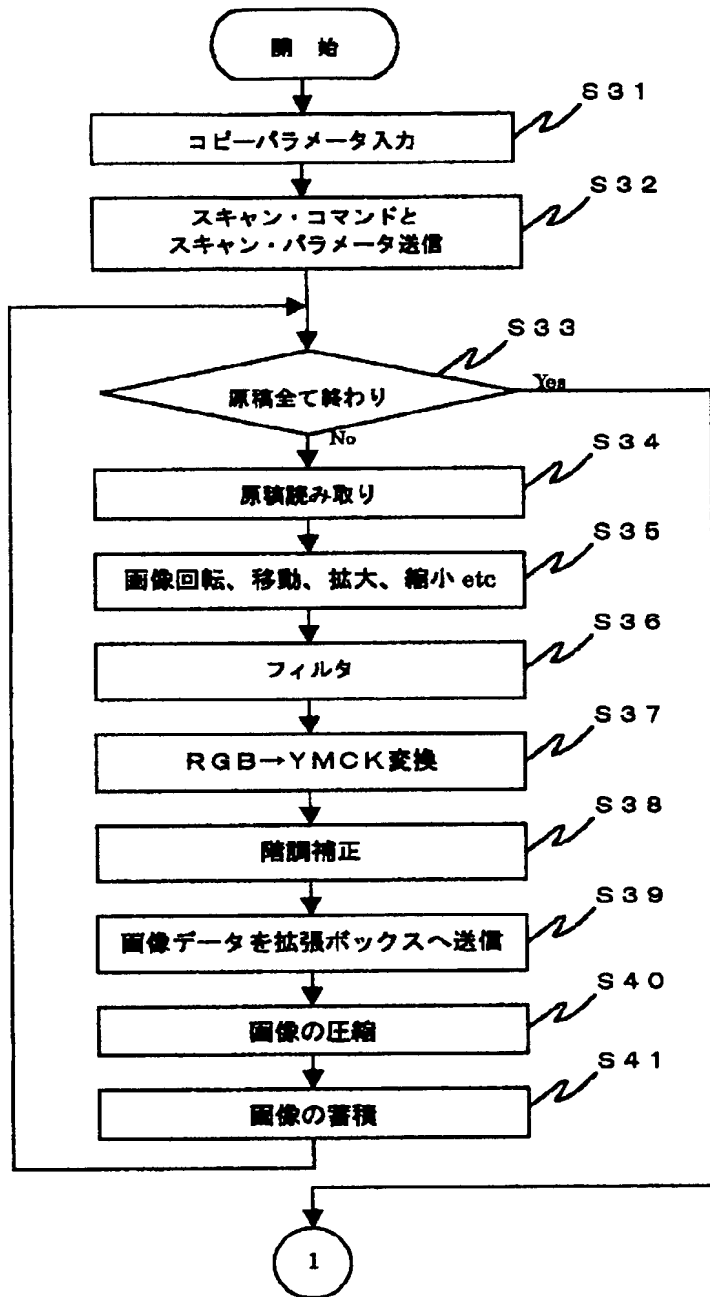 開 始
S31
コピーパラメータ入力
S32
スキャン・コマンドと
スキャン・パラメータ送信
S33
原稿全て終わり
Yes
No
S34
原稿読み取り
S35
画像回転、移動、拡大、縮小 etc
S36
フィルタ
S37
RGB→YMCK変換
S38
階調補正
S39
画像データを拡張ボックスへ送信
S40
画像の圧縮
S41
画像の蓄積
1